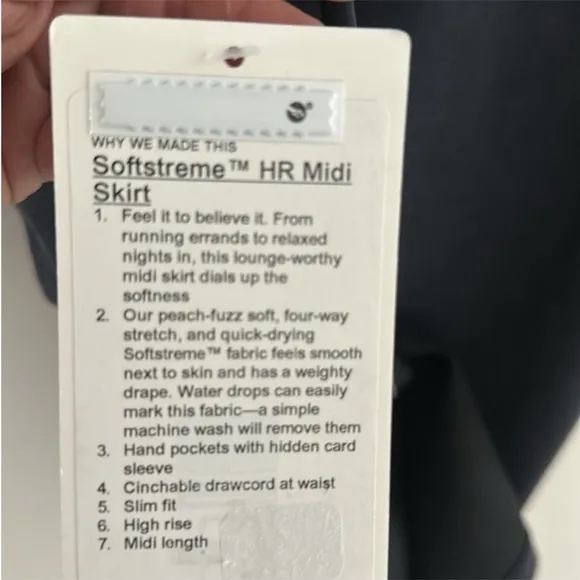 WHY WE MADE THIS
Softstreme™ HR Midi
Skirt
1. Feel it to believe it. From
running errands to relaxed
nights in, this lounge-worthy
midi skirt dials up the
softness
2. Our peach-fuzz soft, four-way
stretch, and quick-drying
Softstreme™ fabric feels smooth
next to skin and has a weighty
drape. Water drops can easily
mark this fabric—a simple
machine wash will remove them
3. Hand pockets with hidden card
sleeve
4. Cinchable drawcord at waist
5. Slim fit
6. High rise
7. Midi length